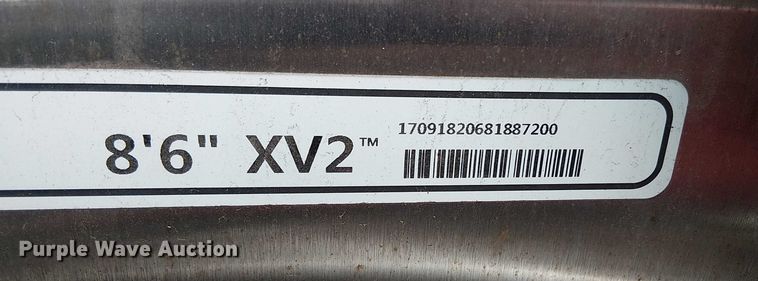 8'6" XV2™ 17091820681887200
Purple Wave Auction